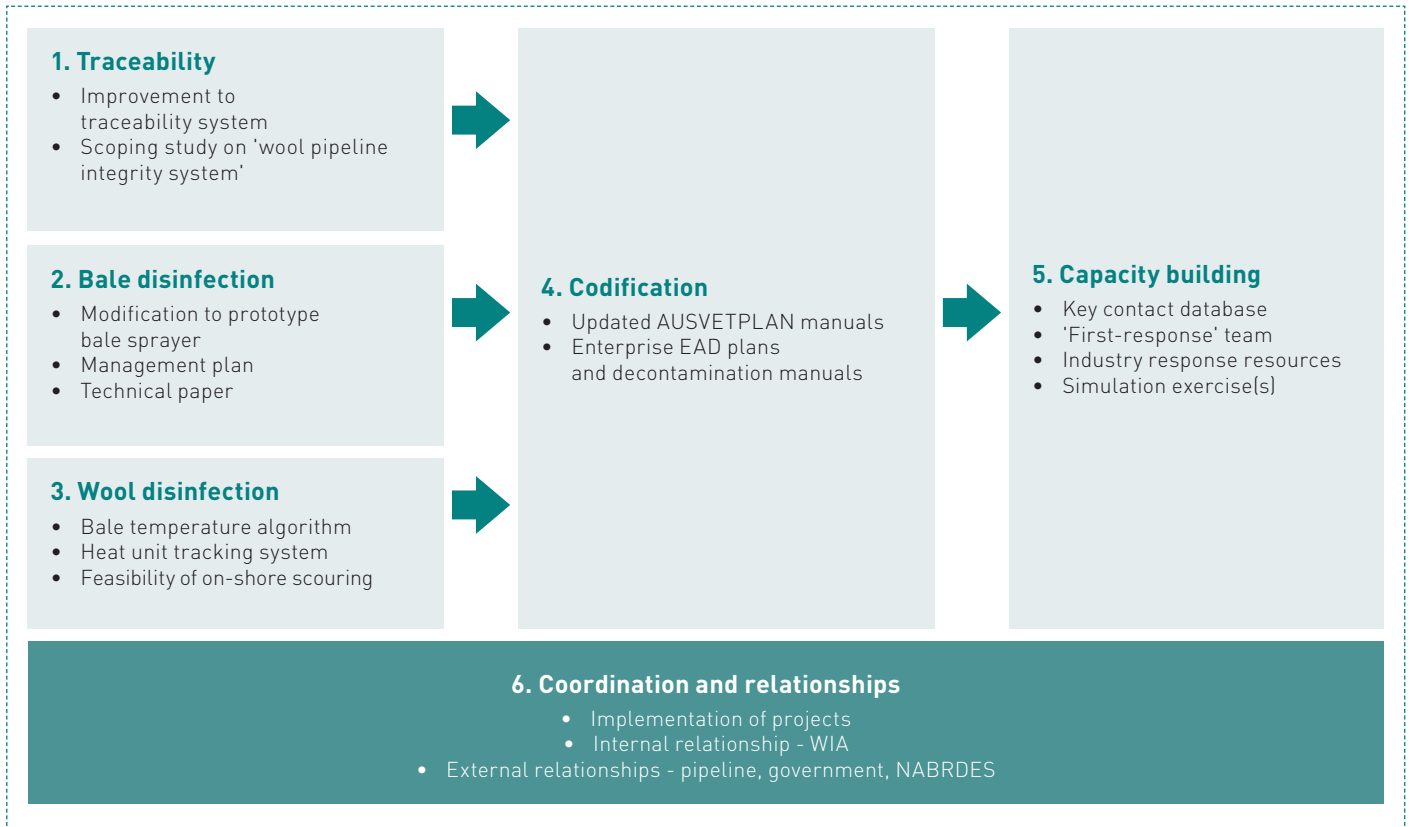 1. Traceability
• Improvement to
traceability system
• Scoping study on 'wool pipeline
integrity system'
2. Bale disinfection
• Modification to prototype
bale sprayer
• Management plan
• Technical paper
3. Wool disinfection
• Bale temperature algorithm
• Heat unit tracking system
• Feasibility of on-shore scouring
4. Codification
• Updated AUSVETPLAN manuals
• Enterprise EAD plans
and decontamination manuals
5. Capacity building
• Key contact database
• 'First-response' team
• Industry response resources
• Simulation exercise(s)
6. Coordination and relationships
• Implementation of projects
• Internal relationship - WIA
• External relationships - pipeline, government, NABRDES